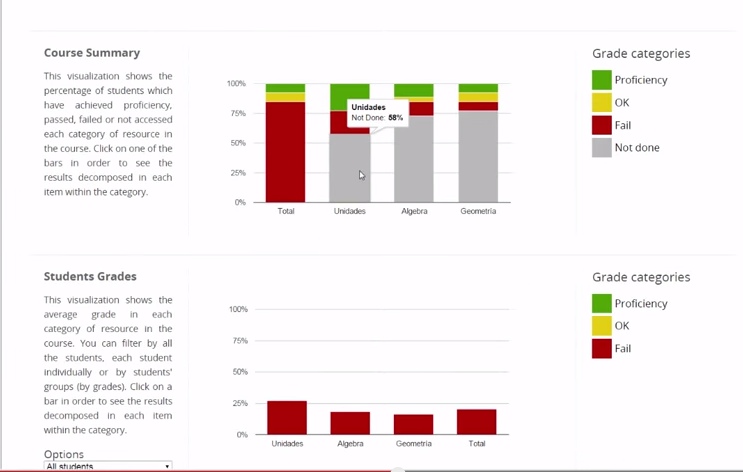 Course Summary
This visualization shows the
percentage of students which
have achieved proficiency,
passed, failed or not accessed
each category of resource in
the course. Click on one of the
bars in order to see the
results decomposed in each
item within the category.
100%
75%
50%
25%
0%
Unidades
Not Done: 58%
Total
Unidades
Algebra
Geometría
Grade categories
Proficiency
OK
Fail
Not done
Students Grades
This visualization shows the
average grade in each
category of resource in the
course. You can filter by all
the students, each student
individually or by students'
groups (by grades). Click on a
bar in order to see the results
decomposed in each item
within the category.
Options
All students
100%
75%
50%
25%
0%
Unidades
Algebra
Geometría
Total
Grade categories
Proficiency
OK
Fail